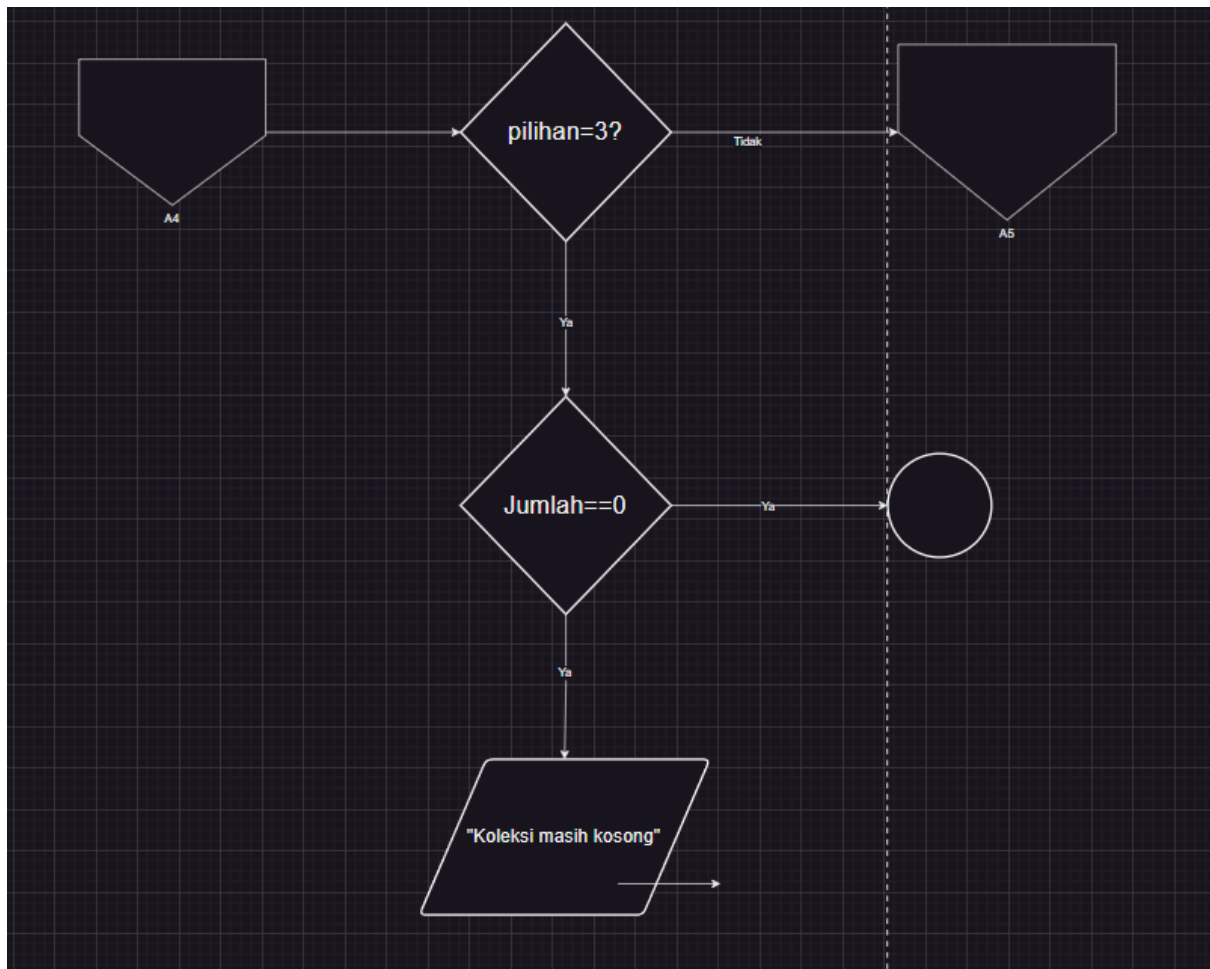 pilihan=3?
Tidak
A4
A5
Ya
Jumlah==0
Ya
Ya
"Koleksi masih kosong"